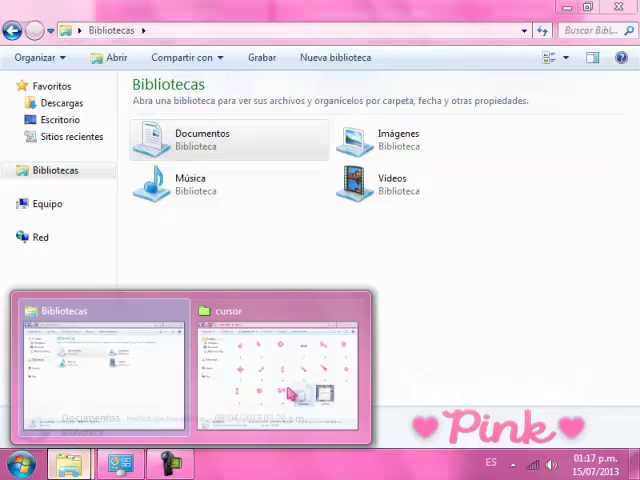 Bibliotecas
Buscar Bibl...
Organizar
Abrir
Compartir con
Grabar
Nueva biblioteca
Favoritos
Descargas
Escritorio
Sitios recientes
Bibliotecas
Equipo
Red
Bibliotecas
Abra una biblioteca para ver sus archivos y organícelos por carpeta, fecha y otras propiedades.
Documentos
Biblioteca
Imágenes
Biblioteca
Música
Biblioteca
Vídeos
Biblioteca
Bibliotecas
cursor
Documentos
Pink
ES
01:17 p.m.
15/07/2013